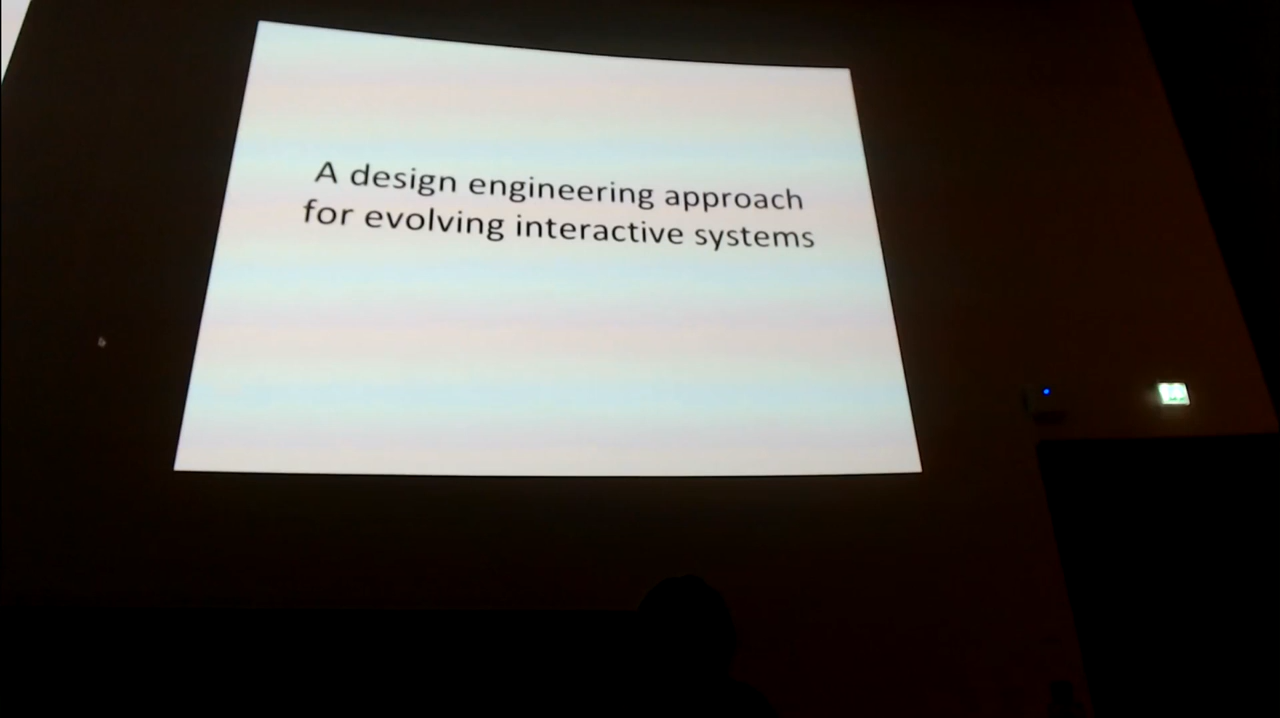 A design engineering approach
for evolving interactive systems